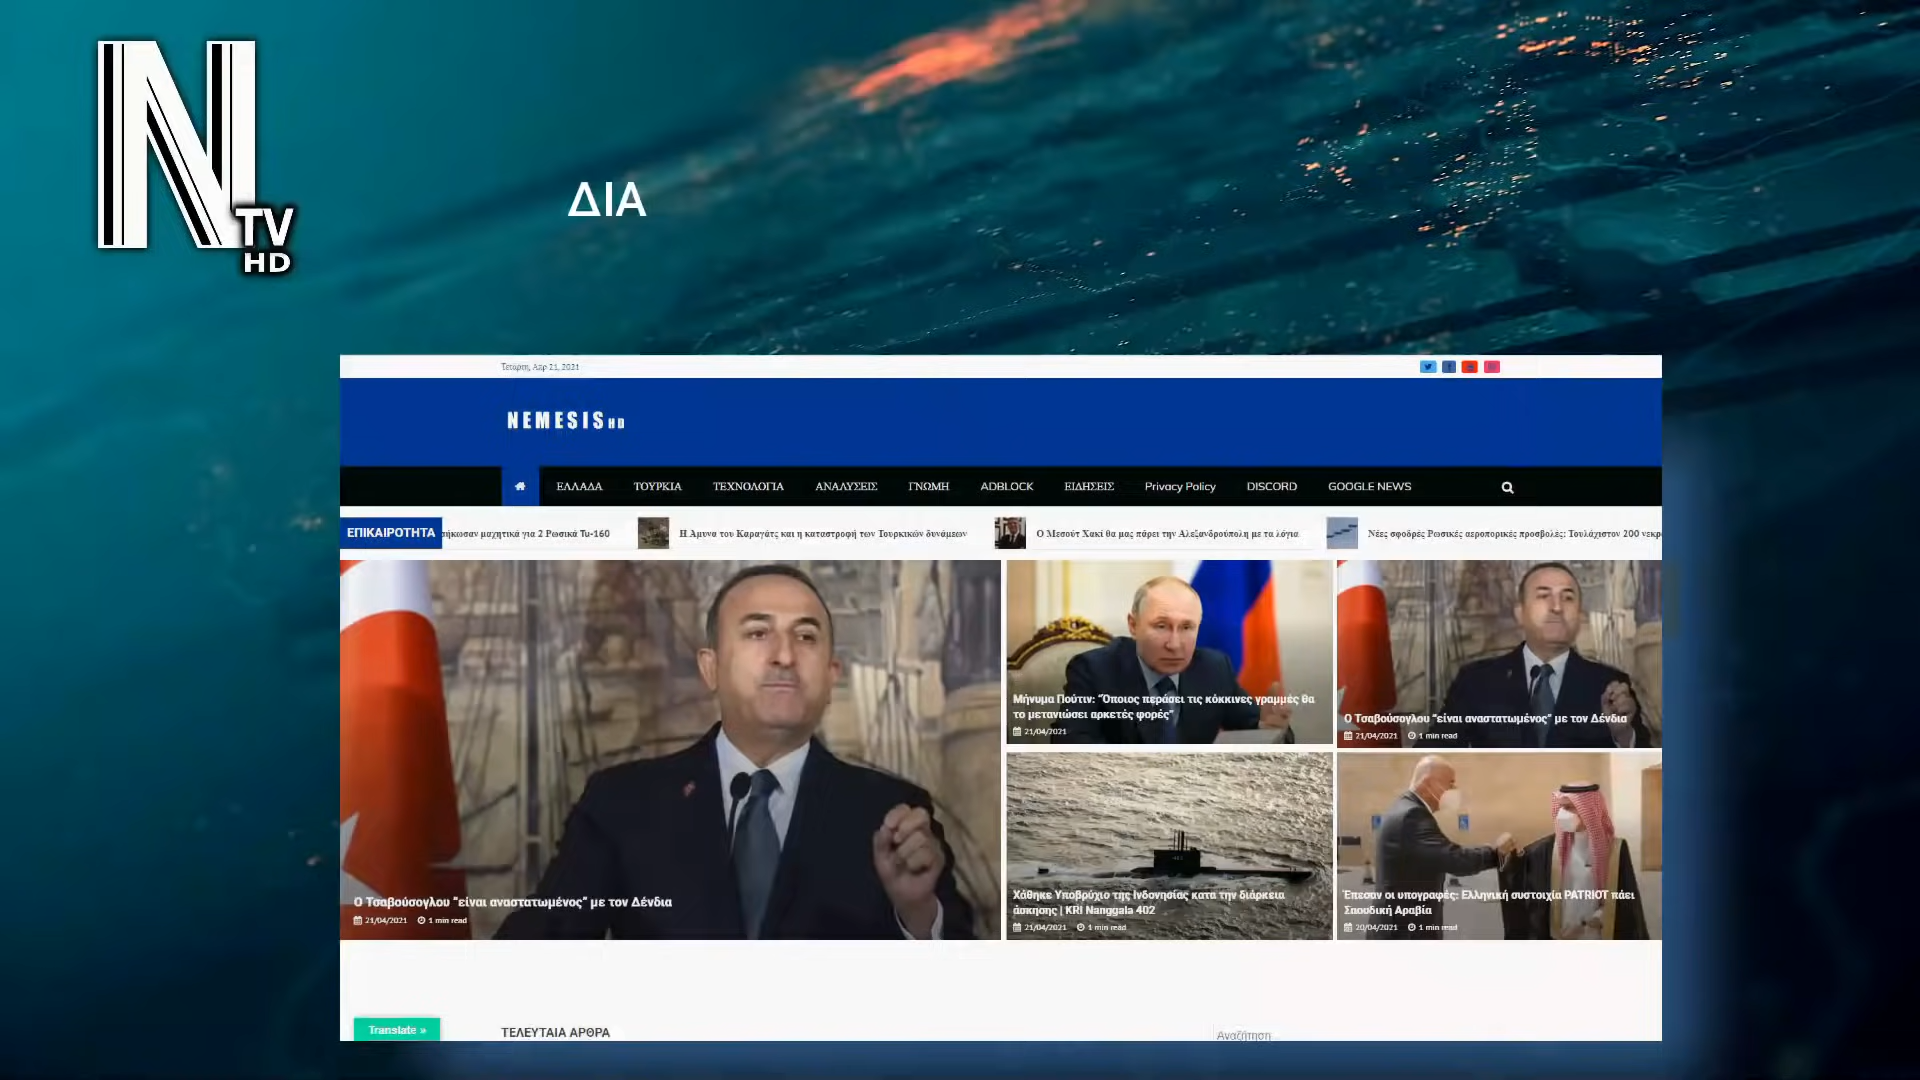 N TV HD
ΔΙΑ
Τετάρτη, Απρ 21, 2021
NEMESIS HD
ΕΛΛΑΔΑ ΤΟΥΡΚΙΑ ΤΕΧΝΟΛΟΓΙΑ ΑΝΑΛΥΣΕΙΣ ΓΝΩΜΗ ADBLOCK ΕΙΔΗΣΕΙΣ Privacy Policy DISCORD GOOGLE NEWS
ΕΠΙΚΑΙΡΟΤΗΤΑ μαχητικά για 2 Ρωσικά Tu-160 Η Άμυνα του Καραγάτς και η καταστροφή των Τουρκικών δυνάμεων Ο Μεσούτ Χακί θα μας πάρει την Αλεξανδρούπολη με τα λόγια Νέες σφοδρές Ρωσικές αεροπορικές προσβολές: Τουλάχιστον 200
Ο Τσαβούσογλου "είναι αναστατωμένος" με τον Δένδια
21/04/2021 1 min read
Μήνυμα Πούτιν: "Όποιος περάσει τις κόκκινες γραμμές θα
το μετανιώσει αρκετές φορές"
21/04/2021
Ο Τσαβούσογλου "είναι αναστατωμένος" με τον Δένδια
21/04/2021 1 min read
Χάθηκε Υποβρύχιο της Ινδονησίας κατα την διάρκεια
άσκησης | KRI Nanggala 402
21/04/2021 1 min read
Έπεσαν οι υπογραφές: Ελληνική συστοιχία PATRIOT πάει
Σαουδική Αραβία
20/04/2021 1 min read
Translate »
ΤΕΛΕΥΤΑΙΑ ΑΡΘΡΑ
Αναζήτηση